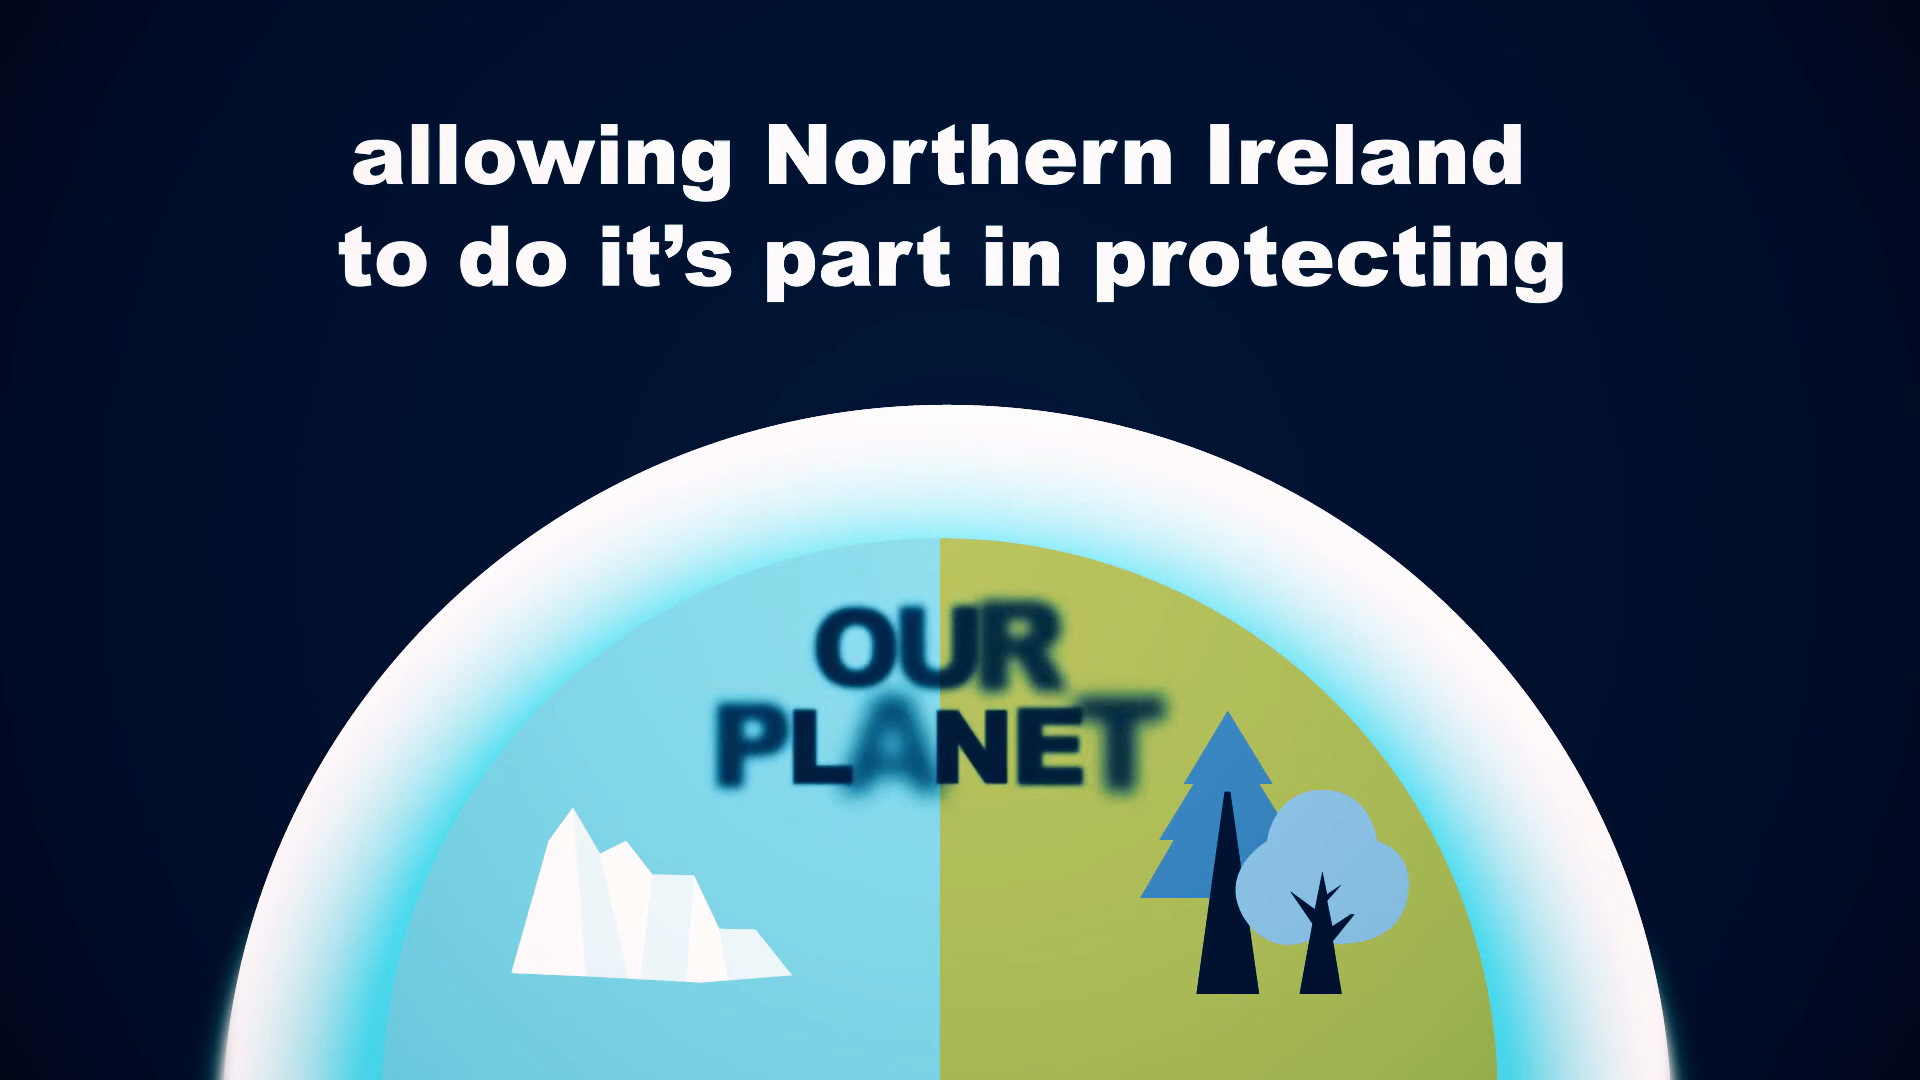 allowing Northern Ireland
to do it’s part in protecting
OUR
PLANET